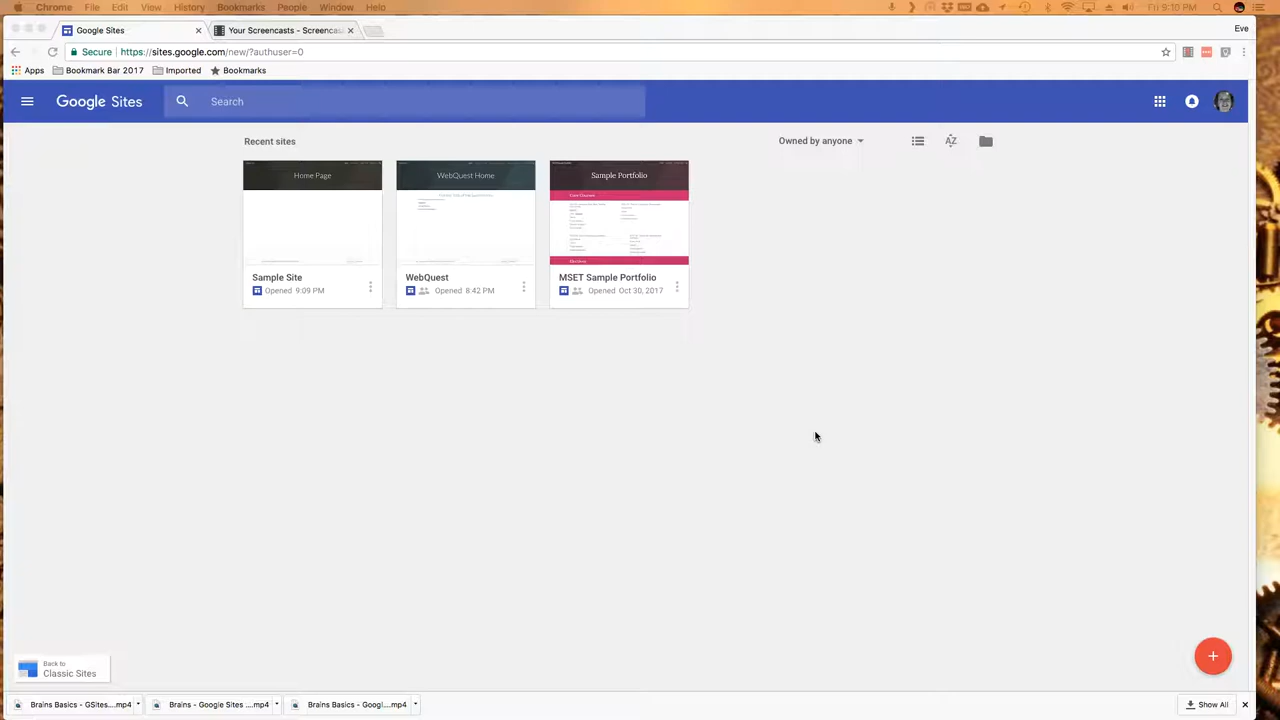 Chrome File Edit View History Bookmarks People Window Help Fri 9:10 PM
Google Sites Your Screencasts - Screencas Eve
Secure https://sites.google.com/new/?authuser=0
Apps Bookmark Bar 2017 Imported Bookmarks
Google Sites Search
Recent sites Owned by anyone AZ
Home Page WebQuest Home Sample Portfolio
Sample Site WebQuest MSET Sample Portfolio
Opened 9:09 PM Opened 8:42 PM Opened Oct 30, 2017
Back to
Classic Sites
Brains Basics - GSites....mp4 Brains - Google Sites ....mp4 Brains Basics - Googl....mp4 Show All